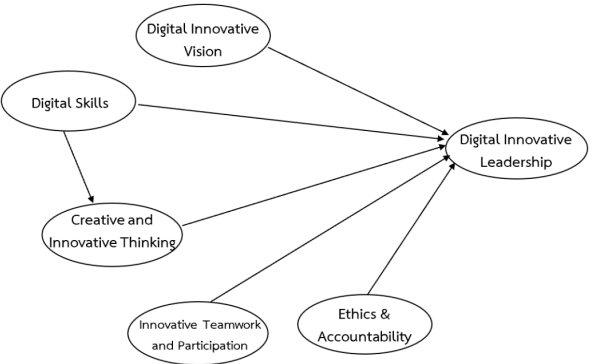 Digital Innovative
Vision
Digital Skills
Digital Innovative
Leadership
Creative and
Innovative Thinking
Innovative Teamwork
and Participation
Ethics &
Accountability